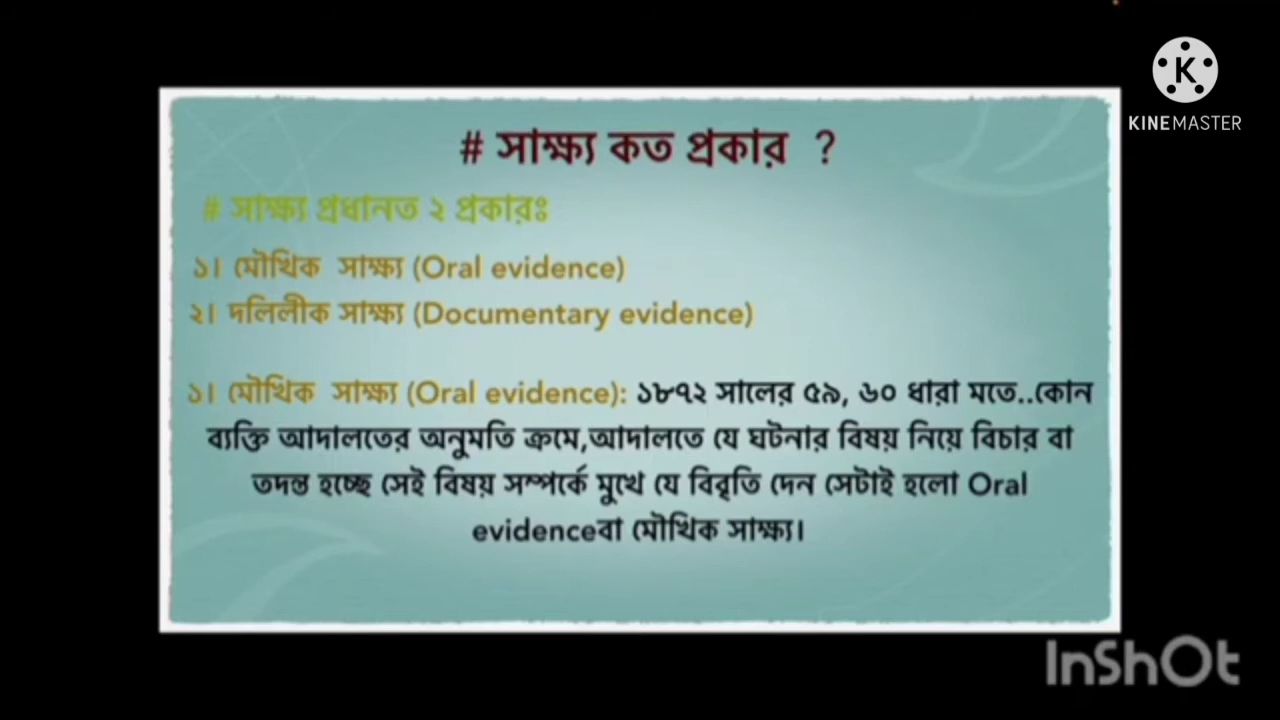 KINEMASTER
# সাক্ষ্য কত প্রকার ?
# সাক্ষ্য প্রধানত ২ প্রকারঃ
১। মৌখিক সাক্ষ্য (Oral evidence)
২। দলিলীক সাক্ষ্য (Documentary evidence)
১। মৌখিক সাক্ষ্য (Oral evidence): ১৮৭২ সালের ৫৯, ৬০ ধারা মতে..কোন
ব্যক্তি আদালতের অনুমতি ক্রমে,আদালতে যে ঘটনার বিষয় নিয়ে বিচার বা
তদন্ত হচ্ছে সেই বিষয় সম্পর্কে মুখে যে বিবৃতি দেন সেটাই হলো Oral
evidenceবা মৌখিক সাক্ষ্য।
InShOt